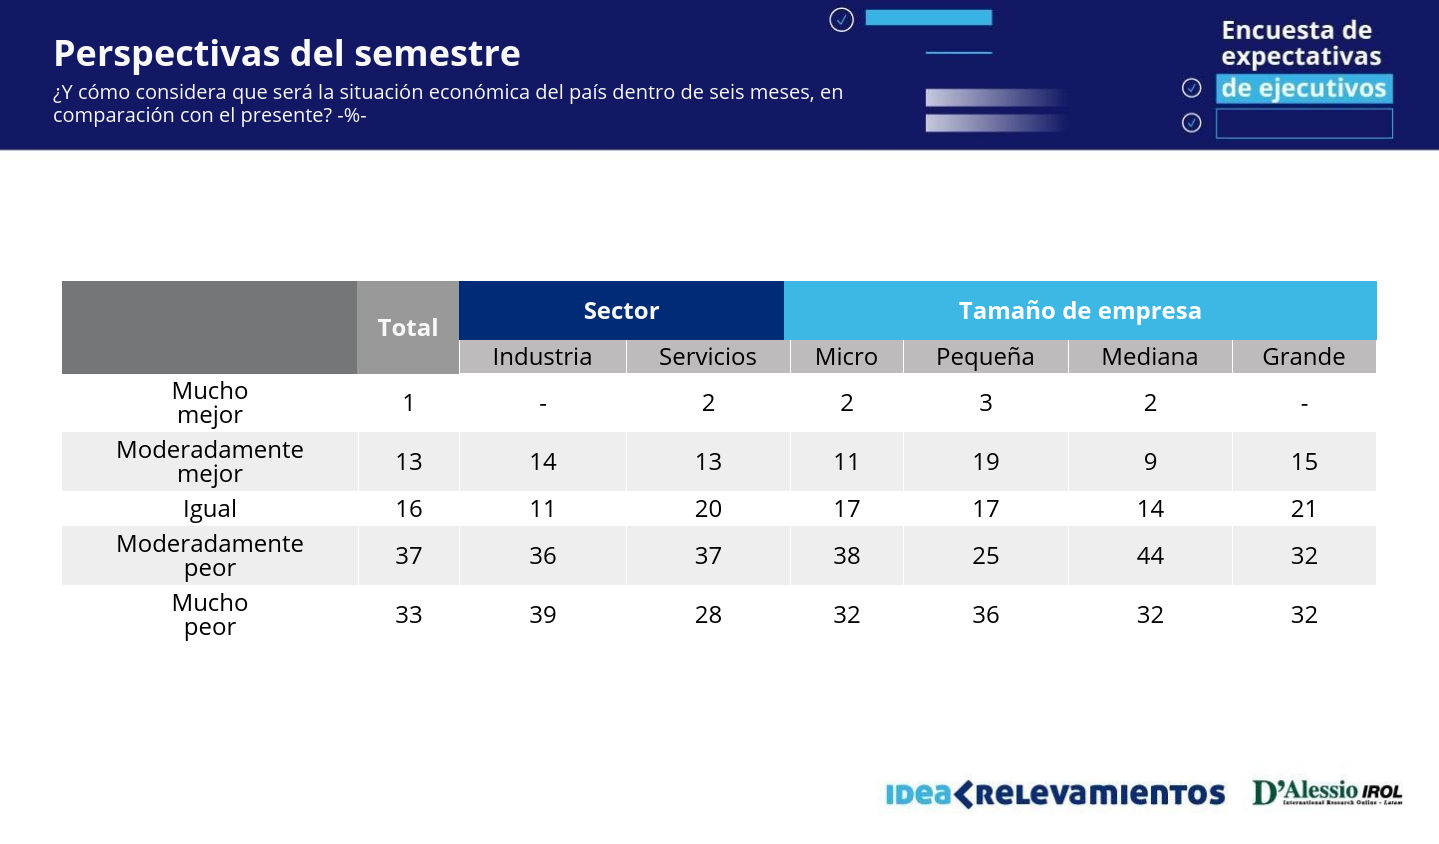 Perspectivas del semestre
¿Y cómo considera que será la situación económica del país dentro de seis meses, en
comparación con el presente? -%-
Encuesta de
expectativas
de ejecutivos
Total Sector Tamaño de empresa
Industria Servicios Micro Pequeña Mediana Grande
Mucho
mejor 1 - 2 2 3 2 -
Moderadamente
mejor 13 14 13 11 19 9 15
Igual 16 11 20 17 17 14 21
Moderadamente
peor 37 36 37 38 25 44 32
Mucho
peor 33 39 28 32 36 32 32
IDEA RELEVAMIENTOS
D'Alessio IROL
International Research Online - Latam